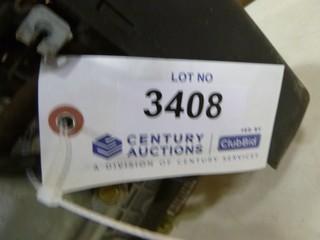 LOT NO
3408
CENTURY
AUCTIONS
ClubBid
A DIVISION OF CENTURY SERVICES